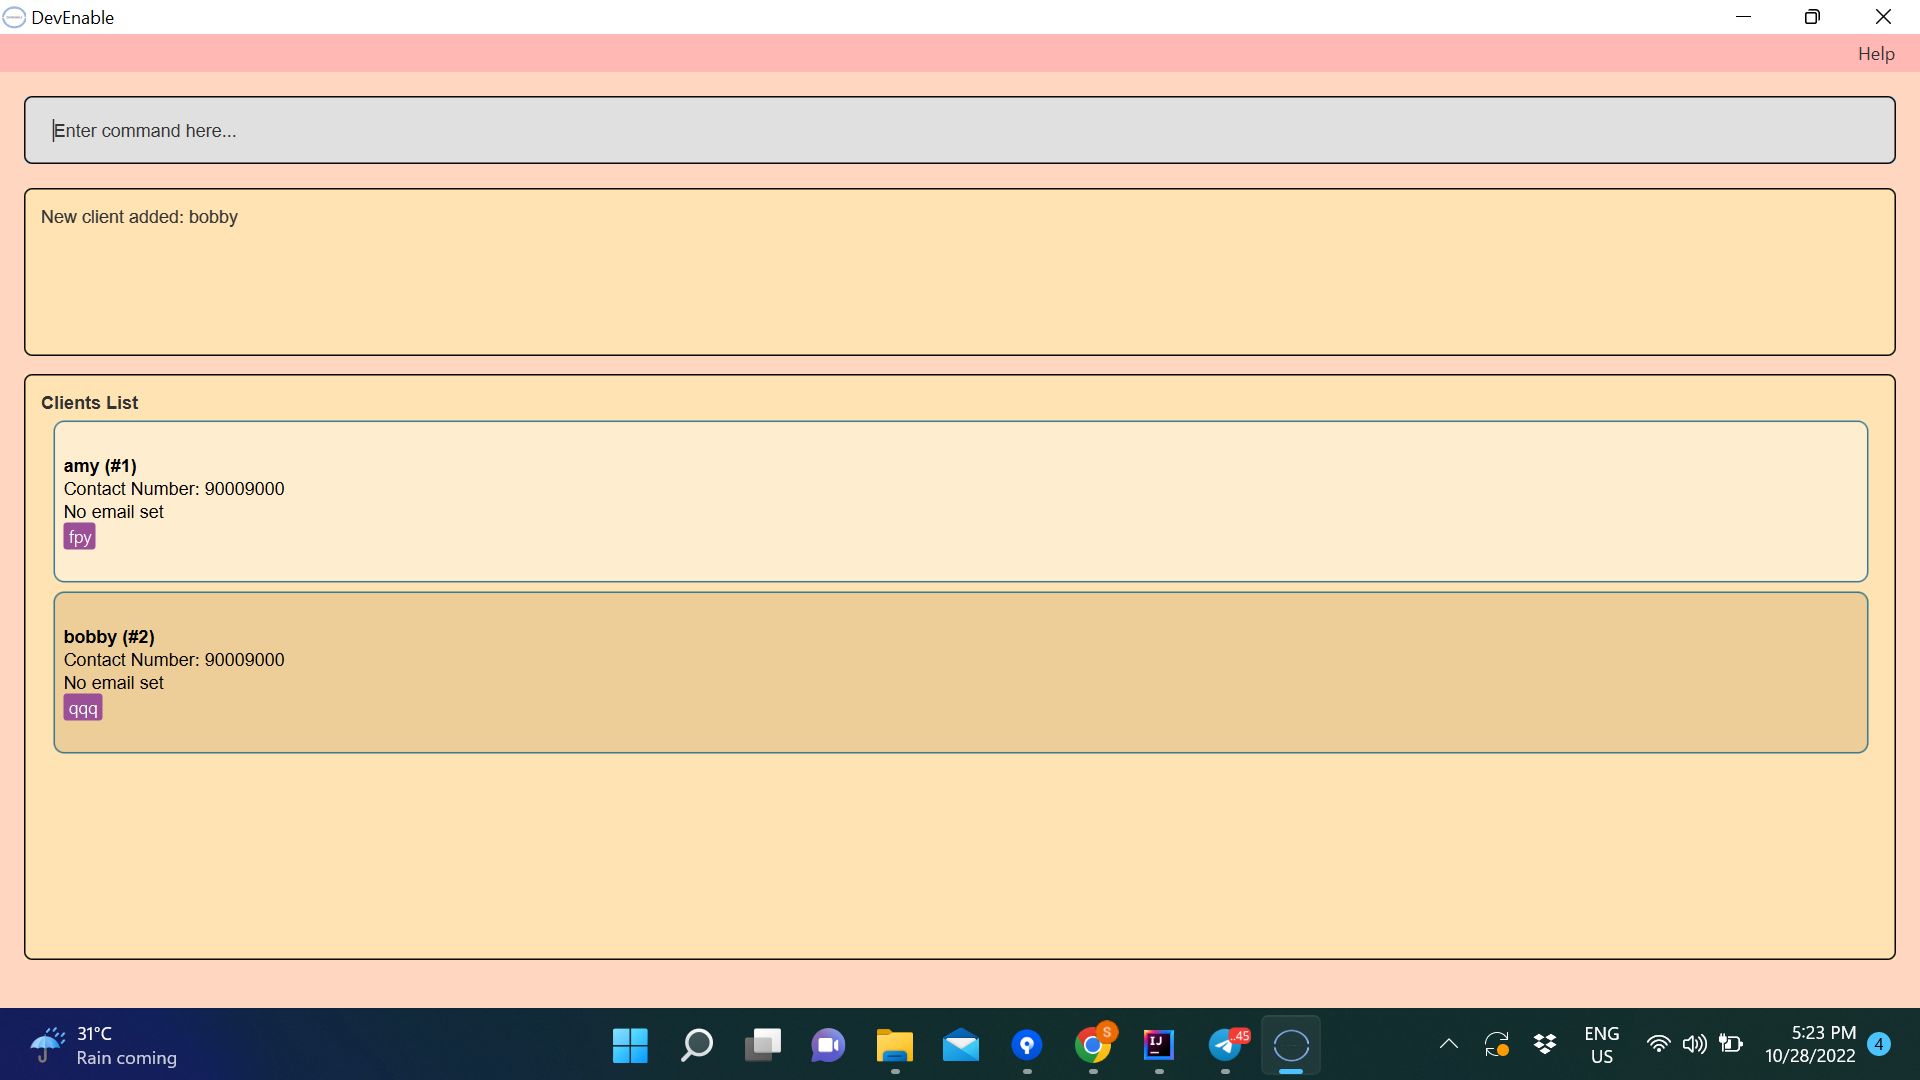 DevEnable
Help
Enter command here...
New client added: bobby
Clients List
amy (#1)
Contact Number: 90009000
No email set
fpy
bobby (#2)
Contact Number: 90009000
No email set
qqq
31°C
Rain coming
S
IJ
..45
ENG
US
5:23 PM
10/28/2022
4